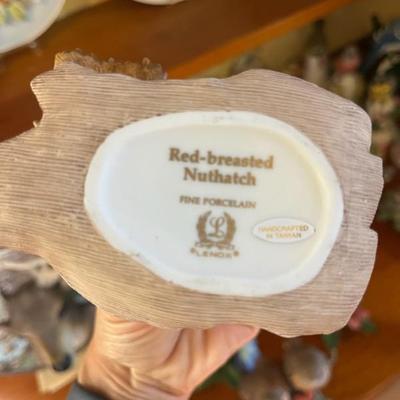 Red-breasted
Nuthatch
FINE PORCELAIN
L
LENOX®
HANDCRAFTED
IN TAIWAN